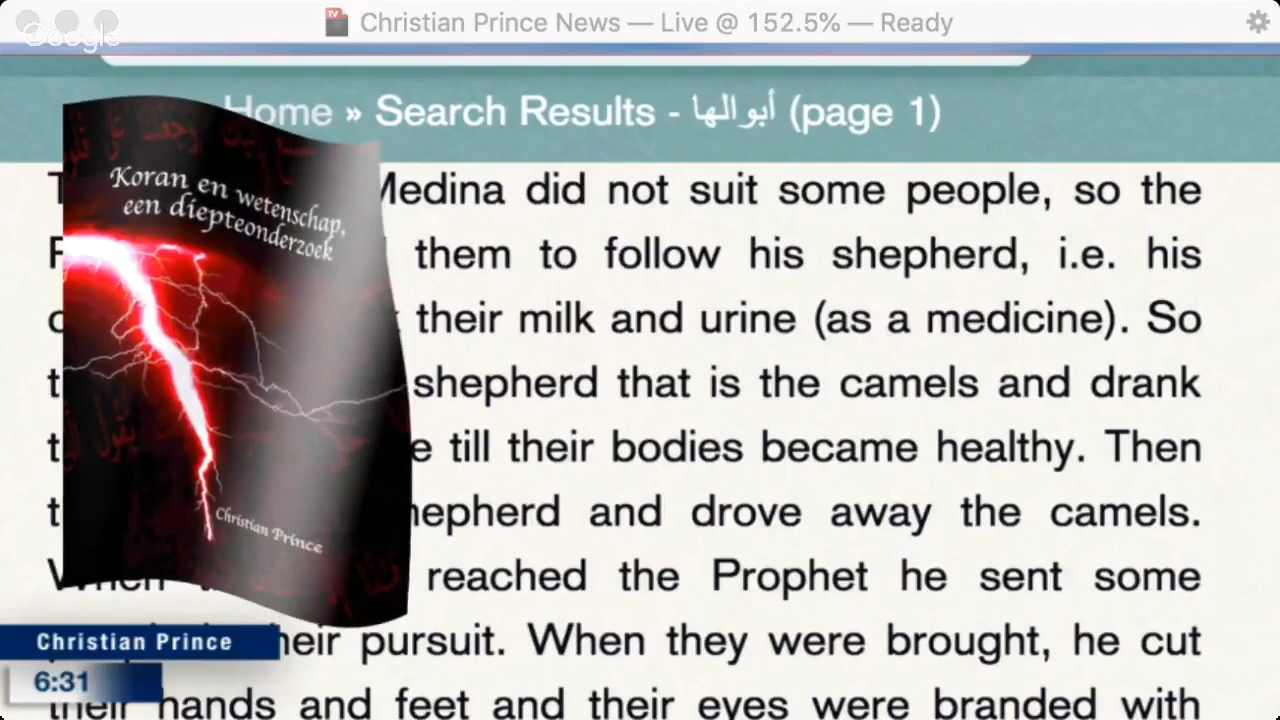 Christian Prince News — Live @ 152.5% — Ready
Google
Home » Search Results - أبوالها (page 1)
Medina did not suit some people, so the
them to follow his shepherd, i.e. his
their milk and urine (as a medicine). So
shepherd that is the camels and drank
till their bodies became healthy. Then
shepherd and drove away the camels.
When reached the Prophet he sent some
their pursuit. When they were brought, he cut
their hands and feet and their eyes were branded with
Koran en wetenschap,
een diepteonderzoek
Christian Prince
Christian Prince
6:31